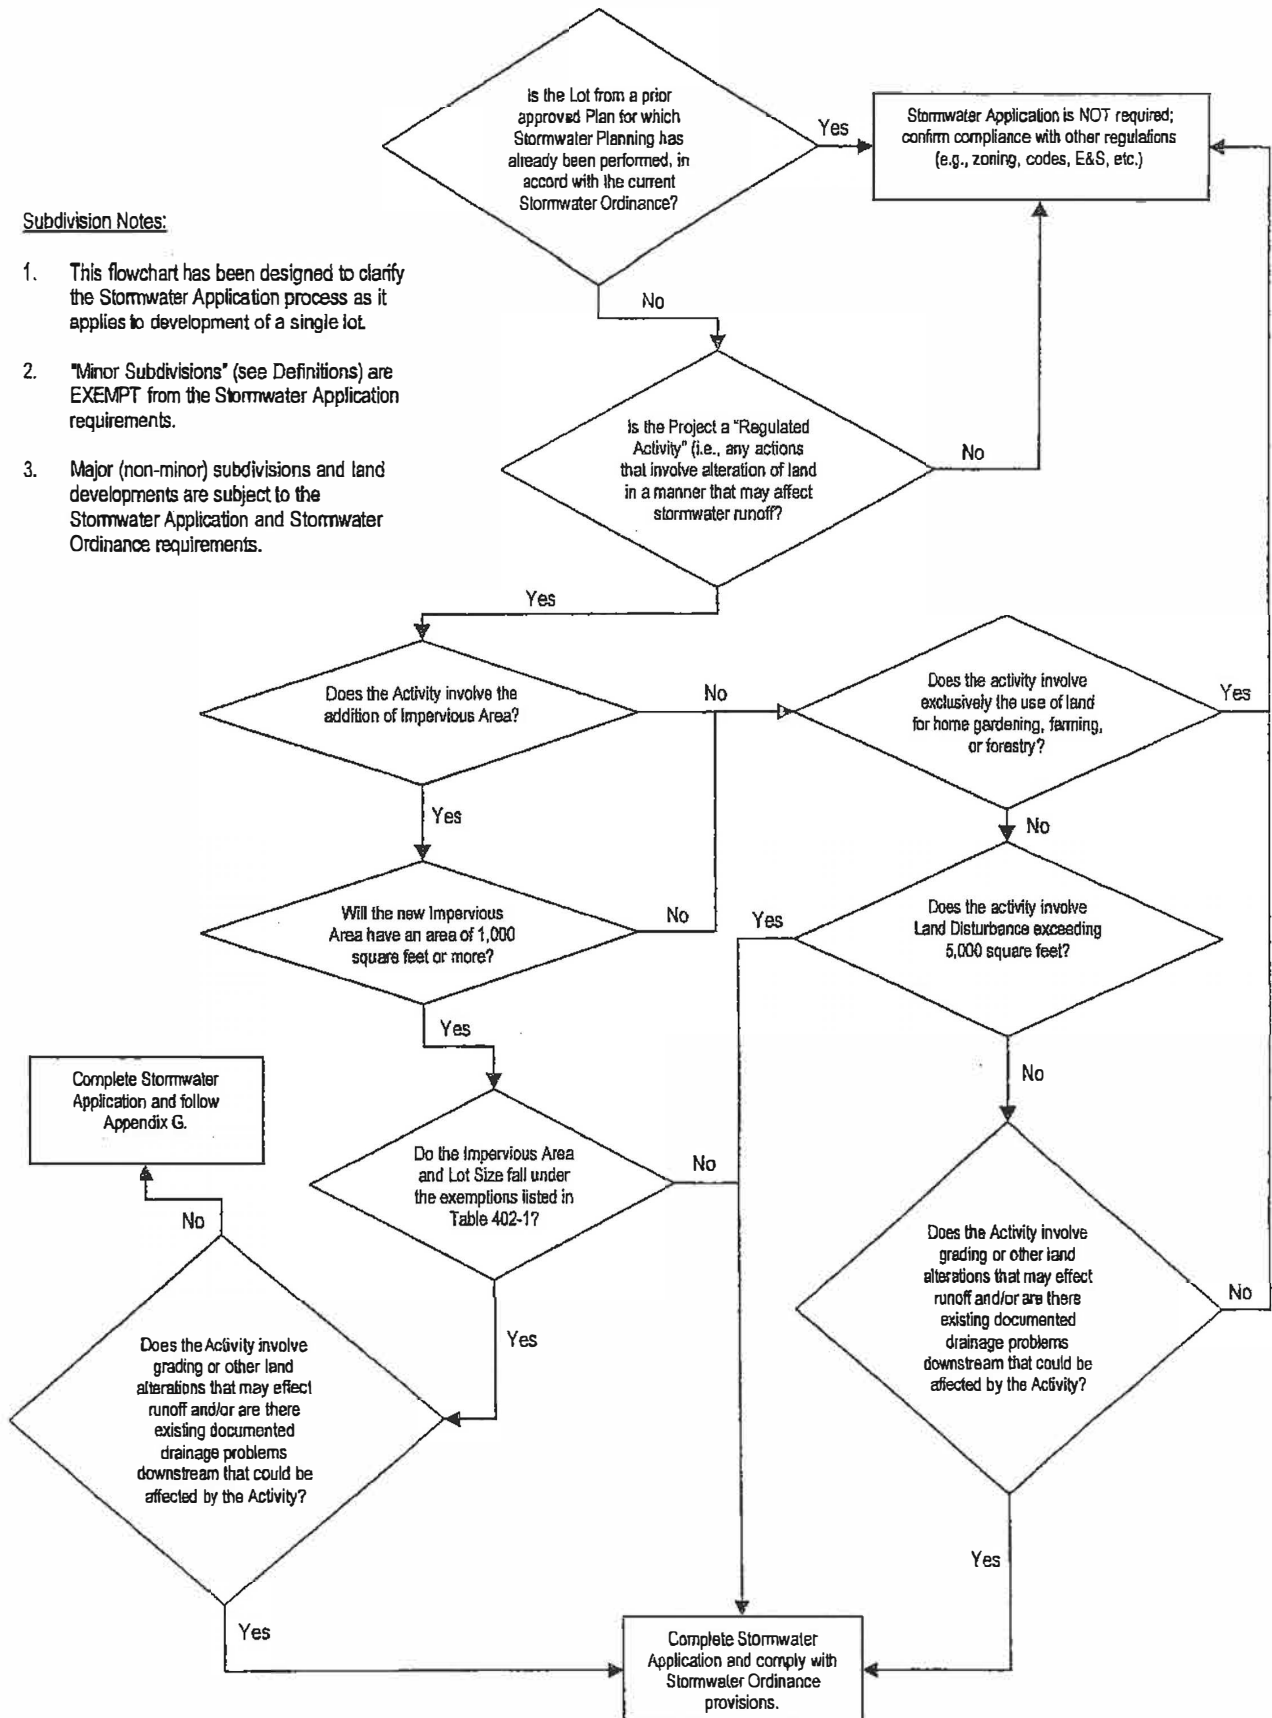 Is the Lot from a prior
approved Plan for which
Stormwater Planning has
already been performed, in
accord with the current
Stormwater Ordinance?
Yes
Stormwater Application is NOT required;
confirm compliance with other regulations
(e.g., zoning, codes, E&S, etc.)
No
Subdivision Notes:
1. This flowchart has been designed to clarify
the Stormwater Application process as it
applies to development of a single lot.
2. "Minor Subdivisions" (see Definitions) are
EXEMPT from the Stormwater Application
requirements.
3. Major (non-minor) subdivisions and land
developments are subject to the
Stormwater Application and Stormwater
Ordinance requirements.
Is the Project a "Regulated
Activity" (i.e., any actions
that involve alteration of land
in a manner that may affect
stormwater runoff?
No
Yes
Does the Activity involve the
addition of Impervious Area?
No
Does the activity involve
exclusively the use of land
for home gardening, farming,
or forestry?
Yes
Yes
No
Will the new Impervious
Area have an area of 1,000
square feet or more?
No
Yes
Does the activity involve
Land Disturbance exceeding
5,000 square feet?
Yes
No
Complete Stormwater
Application and follow
Appendix G.
Do the Impervious Area
and Lot Size fall under
the exemptions listed in
Table 402-1?
No
No
Does the Activity involve
grading or other land
alterations that may effect
runoff and/or are there
existing documented
drainage problems
downstream that could be
affected by the Activity?
No
Yes
Does the Activity involve
grading or other land
alterations that may effect
runoff and/or are there
existing documented
drainage problems
downstream that could be
affected by the Activity?
Yes
Yes
Complete Stormwater
Application and comply with
Stormwater Ordinance
provisions.